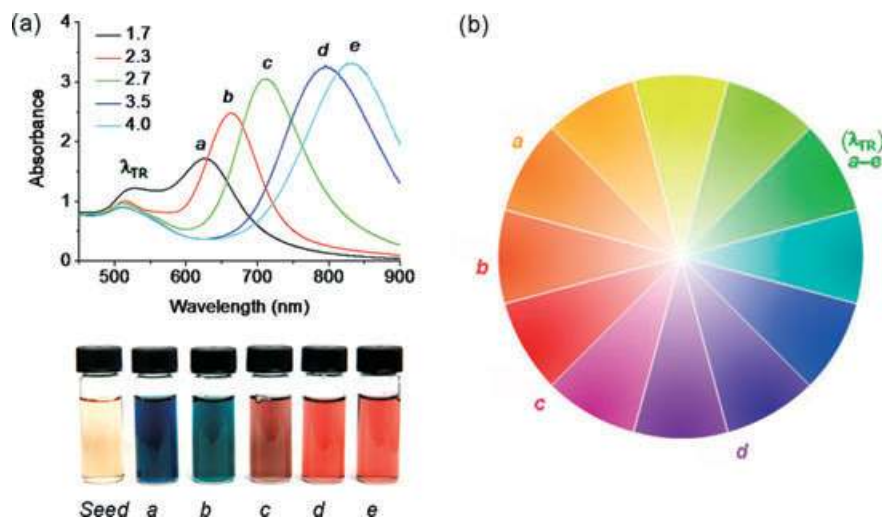 (a)
4
3
2
1
0
Absorbance
1.7
2.3
2.7
3.5
4.0
λTR
a
b
c
d
e
500 600 700 800 900
Wavelength (nm)
Seed a b c d e
(b)
a
b
c
d
(λTR)
a–e